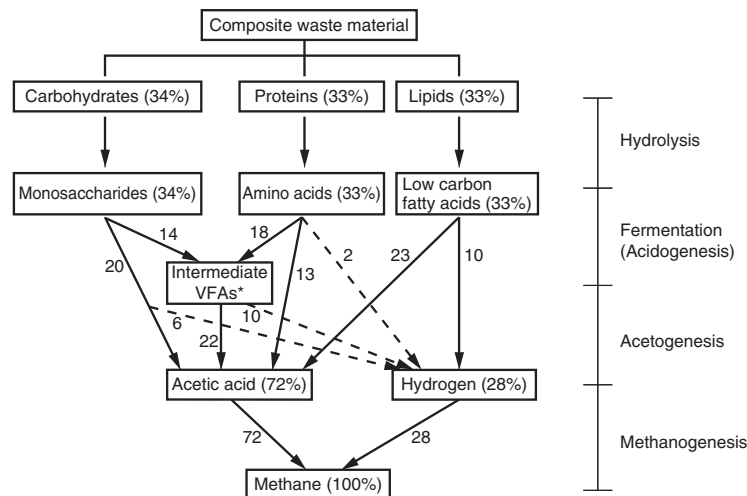 Composite waste material
Carbohydrates (34%)
Proteins (33%)
Lipids (33%)
Hydrolysis
Monosaccharides (34%)
Amino acids (33%)
Low carbon
fatty acids (33%)
Fermentation
(Acidogenesis)
14
18
20
13
2
23
10
Intermediate
VFAs*
6
22
10
Acetogenesis
Acetic acid (72%)
Hydrogen (28%)
72
28
Methanogenesis
Methane (100%)